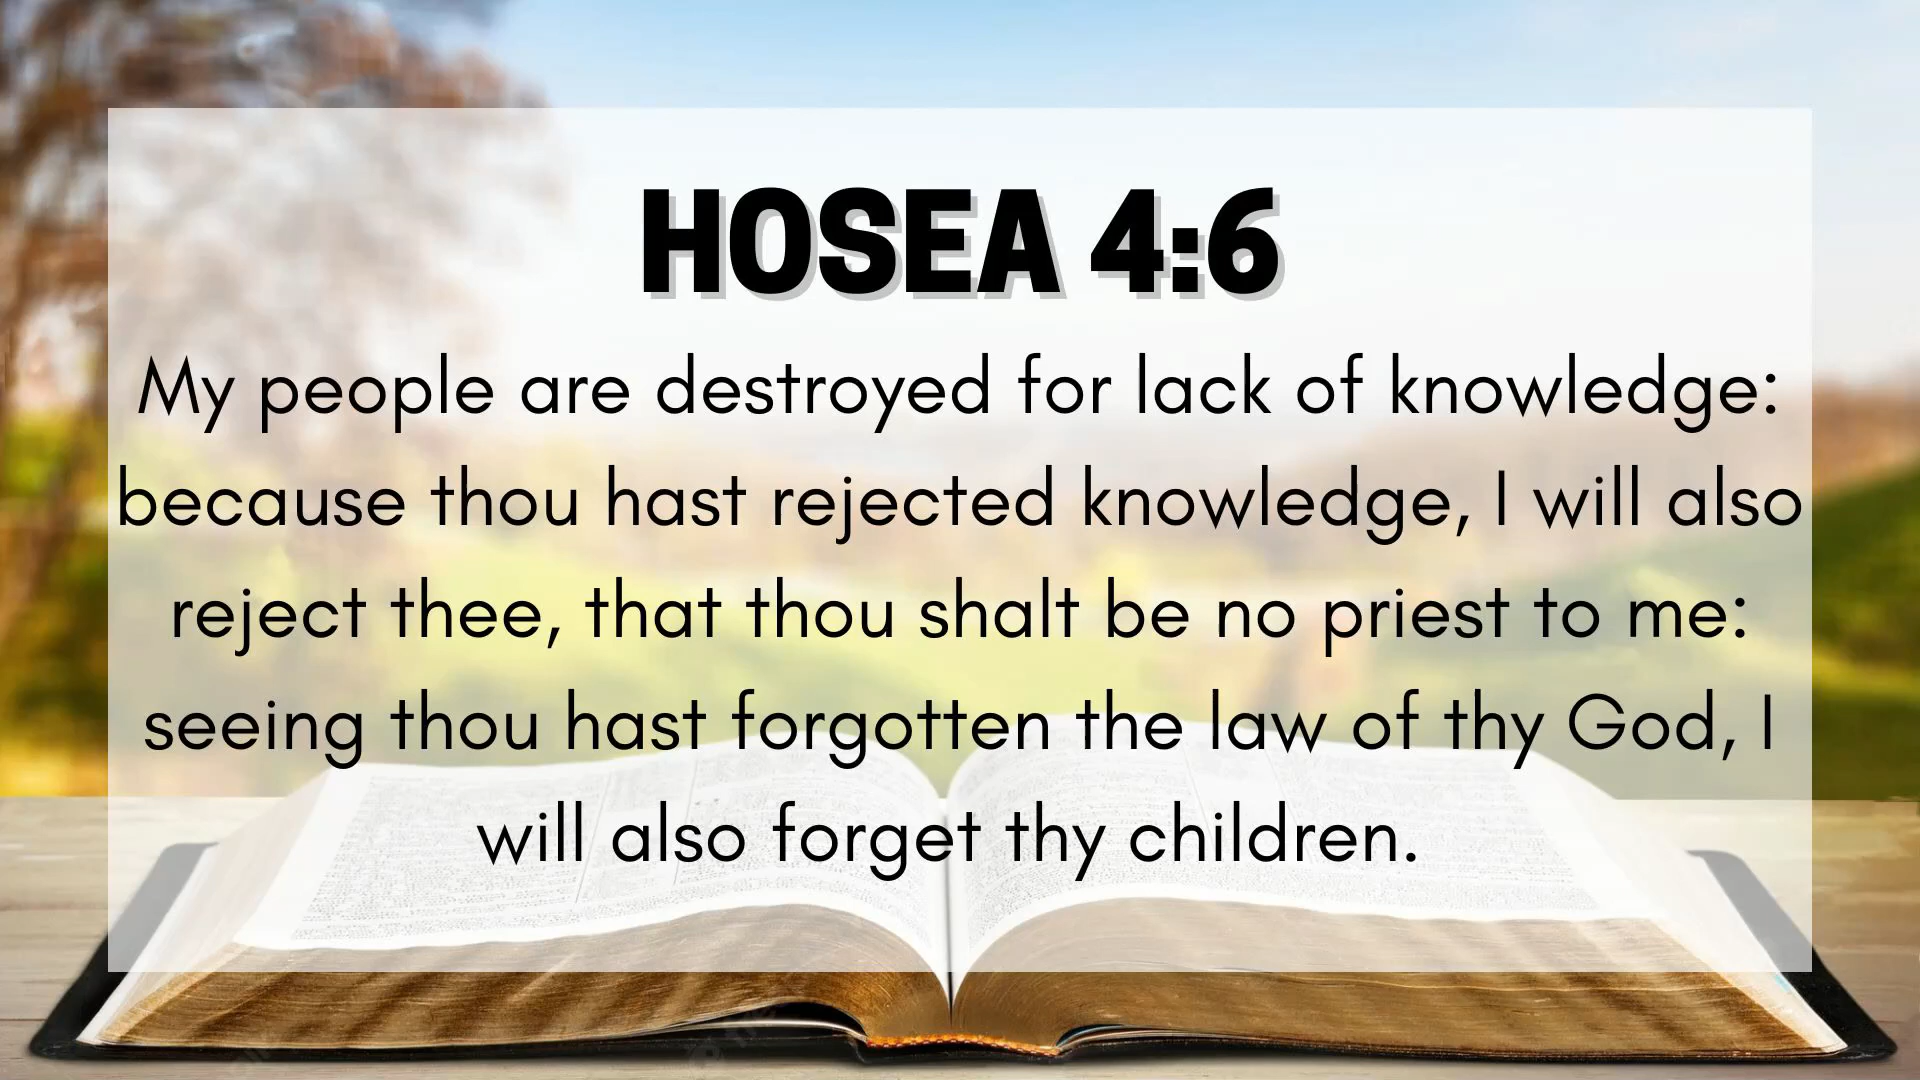 HOSEA 4:6
My people are destroyed for lack of knowledge:
because thou hast rejected knowledge, I will also
reject thee, that thou shalt be no priest to me:
seeing thou hast forgotten the law of thy God, I
will also forget thy children.